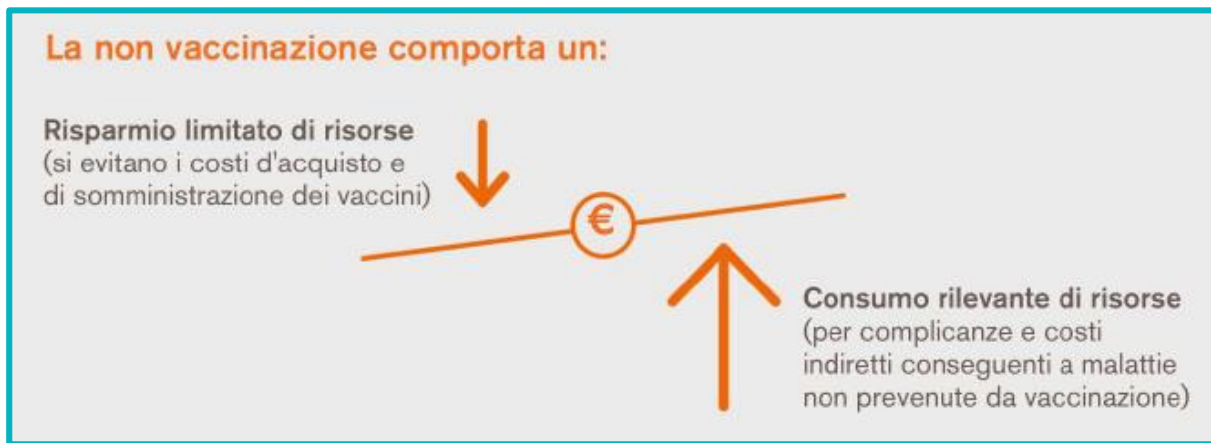 La non vaccinazione comporta un:
Risparmio limitato di risorse
(si evitano i costi d'acquisto e
di somministrazione dei vaccini)
€
Consumo rilevante di risorse
(per complicanze e costi
indiretti conseguenti a malattie
non prevenute da vaccinazione)